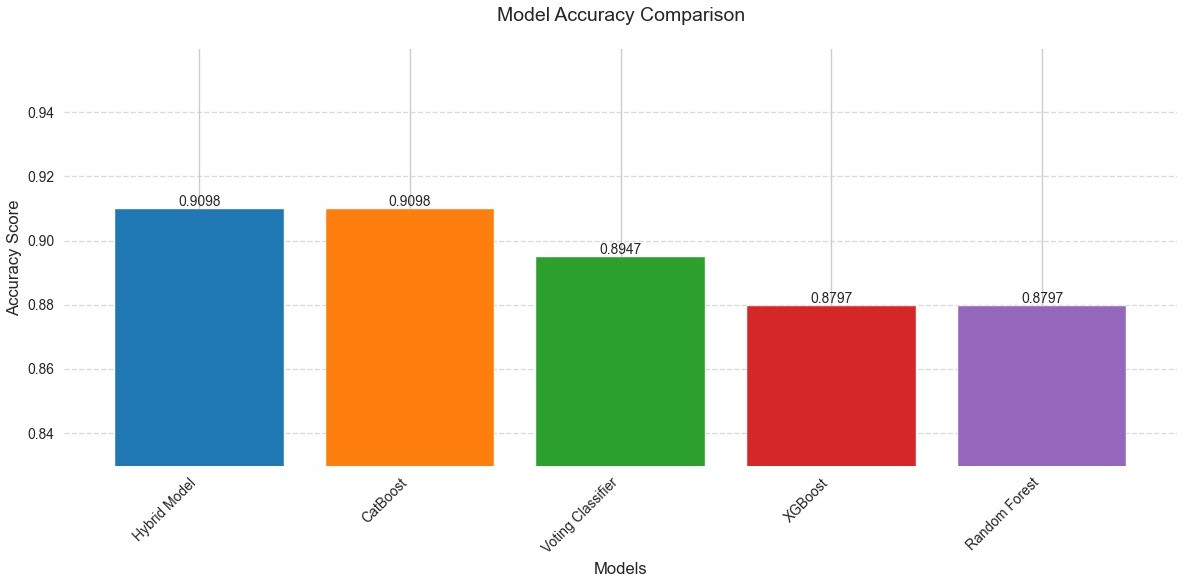 Model Accuracy Comparison
Accuracy Score
0.94
0.92
0.90
0.88
0.86
0.84
0.9098
0.9098
0.8947
0.8797
0.8797
Hybrid Model
CatBoost
Voting Classifier
XGBoost
Random Forest
Models